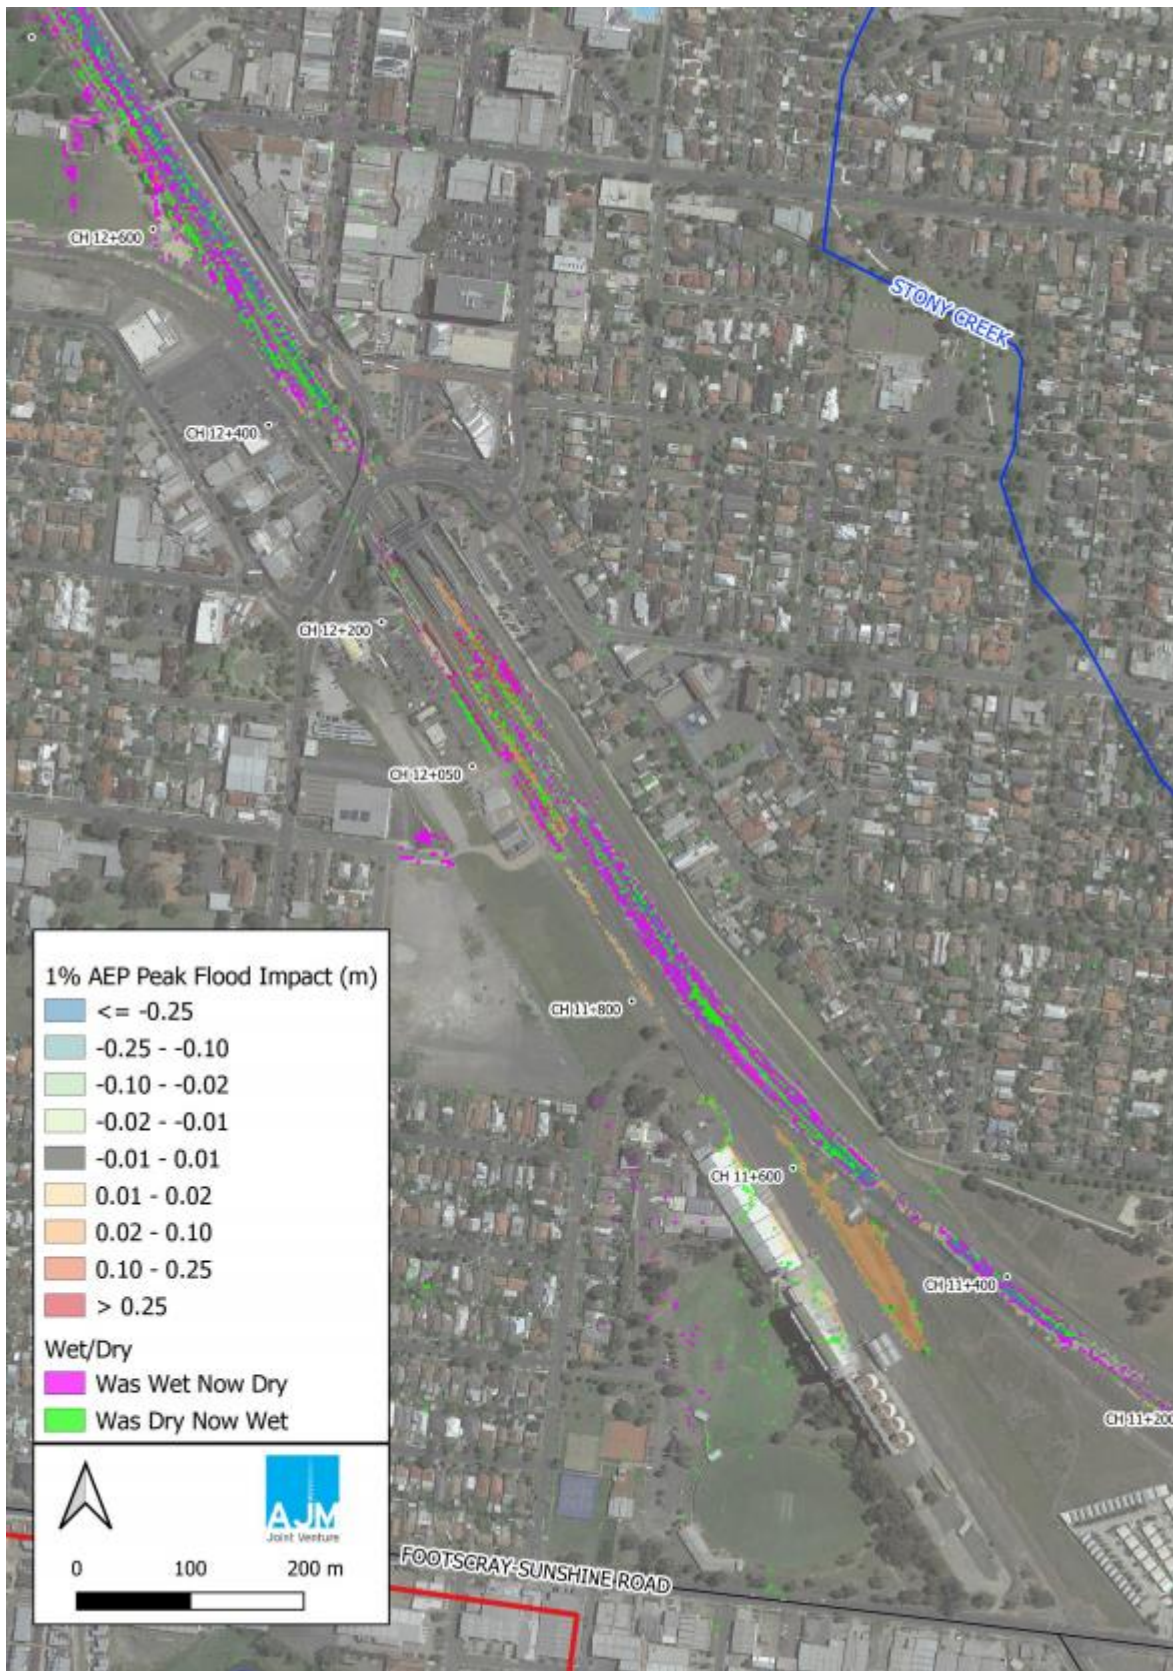 CH 12+600
STONY CREEK
CH 12+400
CH 12+200
CH 12+050
CH 11+800
CH 11+600
CH 11+400
CH 11+200
1% AEP Peak Flood Impact (m)
<= -0.25
-0.25 - -0.10
-0.10 - -0.02
-0.02 - -0.01
-0.01 - 0.01
0.01 - 0.02
0.02 - 0.10
0.10 - 0.25
> 0.25
Wet/Dry
Was Wet Now Dry
Was Dry Now Wet
AJM
Joint Venture
0 100 200 m
FOOTSCRAY-SUNSHINE ROAD